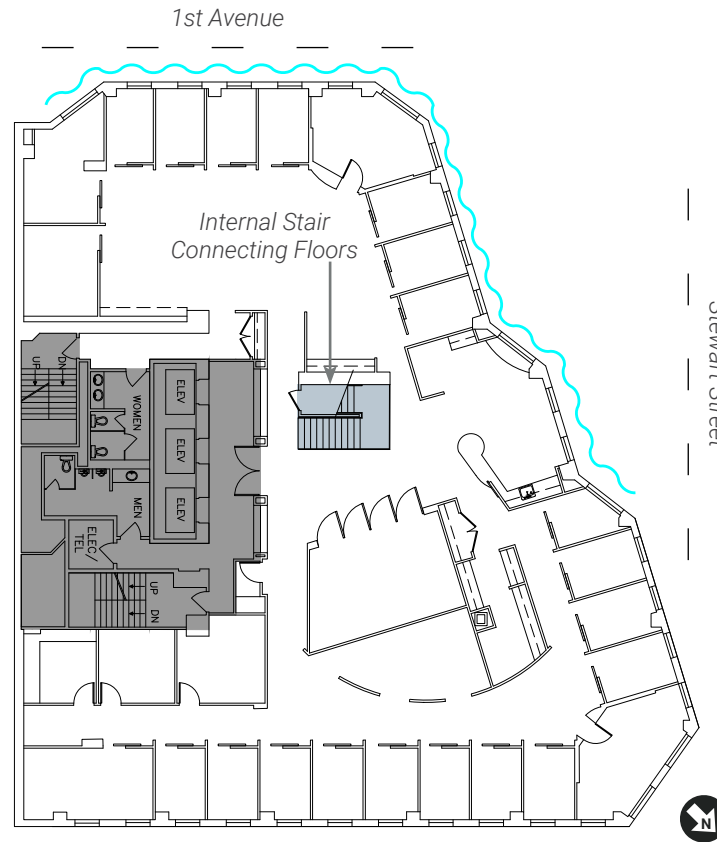 1st Avenue
Internal Stair
Connecting Floors
Stewart Street
UP
DN
WOMEN
ELEV
ELEV
ELEV
MEN
ELEC/
TEL
UP
DN
N